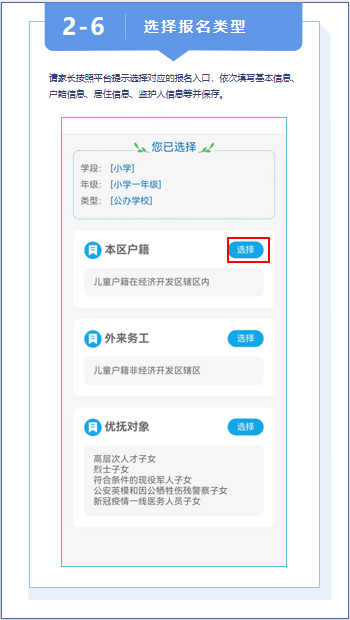 2-6 选择报名类型
请家长按照平台提示选择对应的报名入口，依次填写基本信息、
户籍信息、居住信息、监护人信息等并保存。
您已选择
学段： [小学]
年级： [小学一年级]
类型： [公办学校]
本区户籍 选择
儿童户籍在经济开发区辖区内
外来务工 选择
儿童户籍非经济开发区辖区
优抚对象 选择
高层次人才子女
烈士子女
符合条件的现役军人子女
公安英模和因公牺牲伤残警察子女
新冠疫情一线医务人员子女